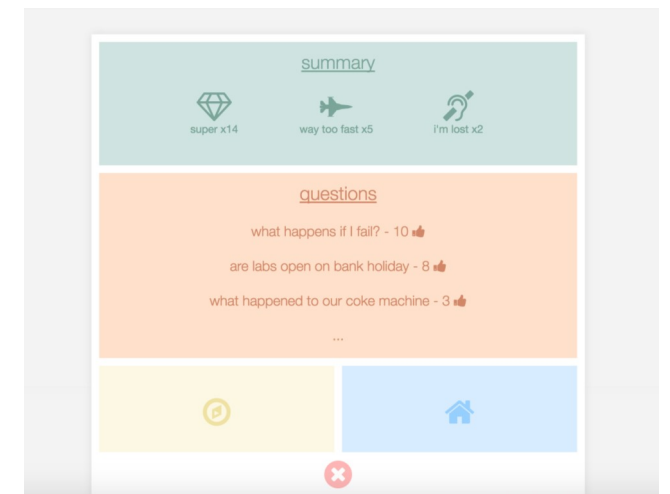 summary
super x14 way too fast x5 i'm lost x2
questions
what happens if I fail? - 10
are labs open on bank holiday - 8
what happened to our coke machine - 3
...